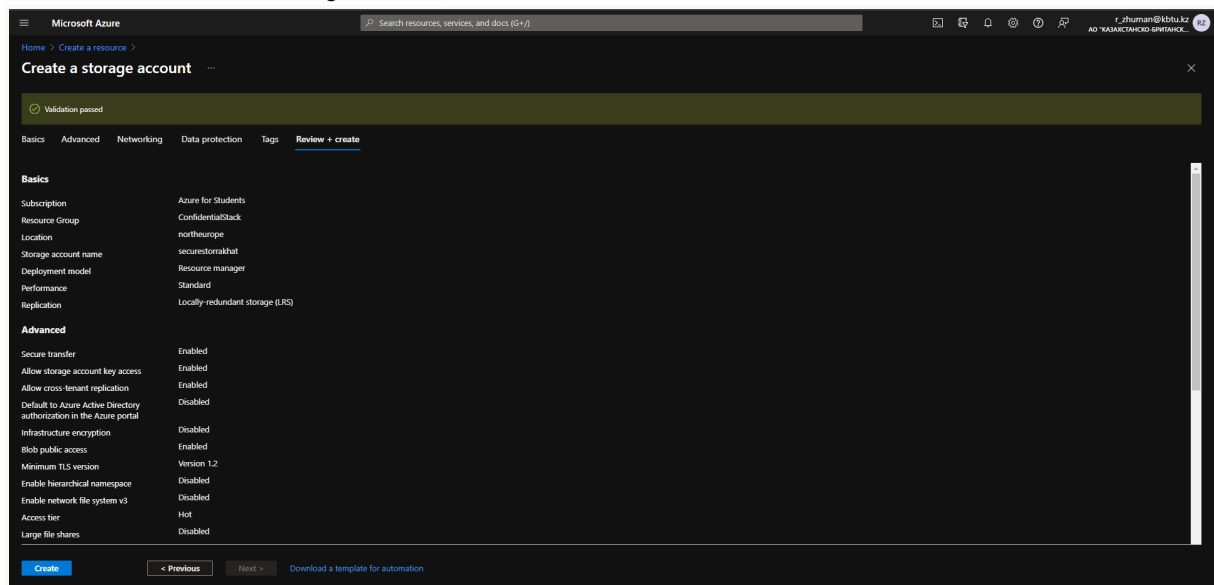 Microsoft Azure
Search resources, services, and docs (G+/)
r_zhuman@kbtu.kz
АО "КАЗАХСТАНСКО-БРИТАНСК...
RZ
Home > Create a resource >
Create a storage account ...
Validation passed
Basics Advanced Networking Data protection Tags Review + create
Basics
Subscription Azure for Students
Resource Group ConfidentialStack
Location northeurope
Storage account name securestorrakhat
Deployment model Resource manager
Performance Standard
Replication Locally-redundant storage (LRS)
Advanced
Secure transfer Enabled
Allow storage account key access Enabled
Allow cross-tenant replication Enabled
Default to Azure Active Directory Disabled
authorization in the Azure portal
Infrastructure encryption Disabled
Blob public access Enabled
Minimum TLS version Version 1.2
Enable hierarchical namespace Disabled
Enable network file system v3 Disabled
Access tier Hot
Large file shares Disabled
Create < Previous Next > Download a template for automation